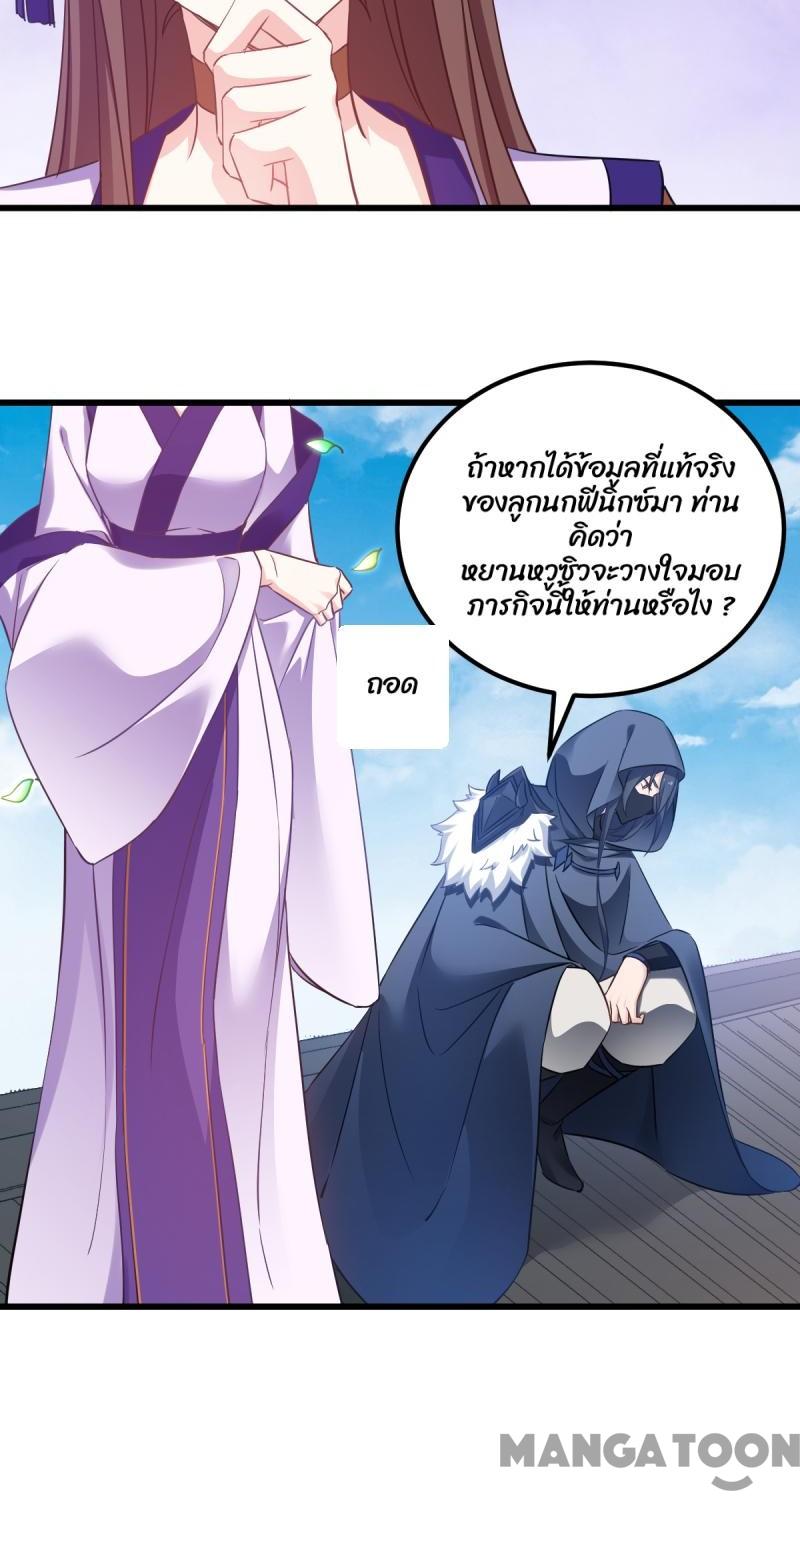 ถ้าหากได้ข้อมูลที่แท้จริง
ของลูกนกฟีนิกซ์มา ท่าน
คิดว่า
หยานหวูซิวจะวางใจมอบ
ภารกิจนี้ให้ท่านหรือไง ?
ถอด
MANGATOON